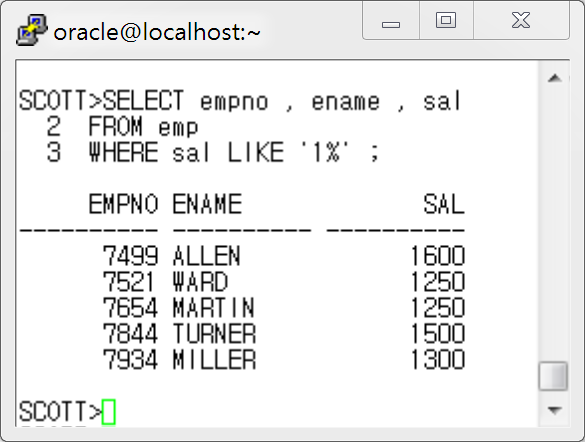 oracle@localhost:~
SCOTT>SELECT empno , ename , sal
2 FROM emp
3 WHERE sal LIKE '1%' ;
EMPNO ENAME SAL
---------- ---------- ----------
7499 ALLEN 1600
7521 WARD 1250
7654 MARTIN 1250
7844 TURNER 1500
7934 MILLER 1300
SCOTT>